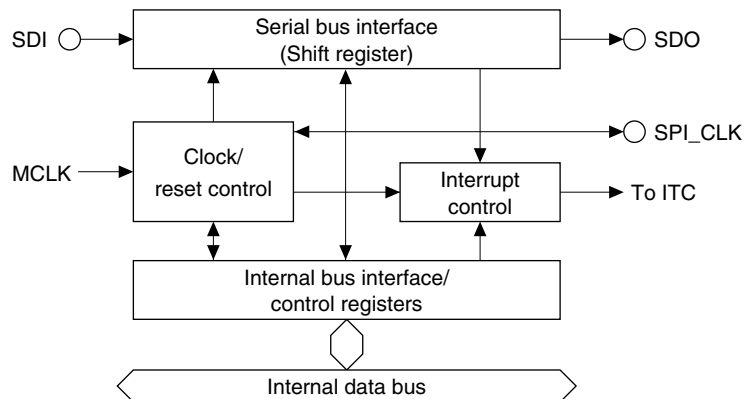 Serial bus interface
(Shift register)
SDI
SDO
SPI_CLK
Clock/
reset control
MCLK
Interrupt
control
To ITC
Internal bus interface/
control registers
Internal data bus